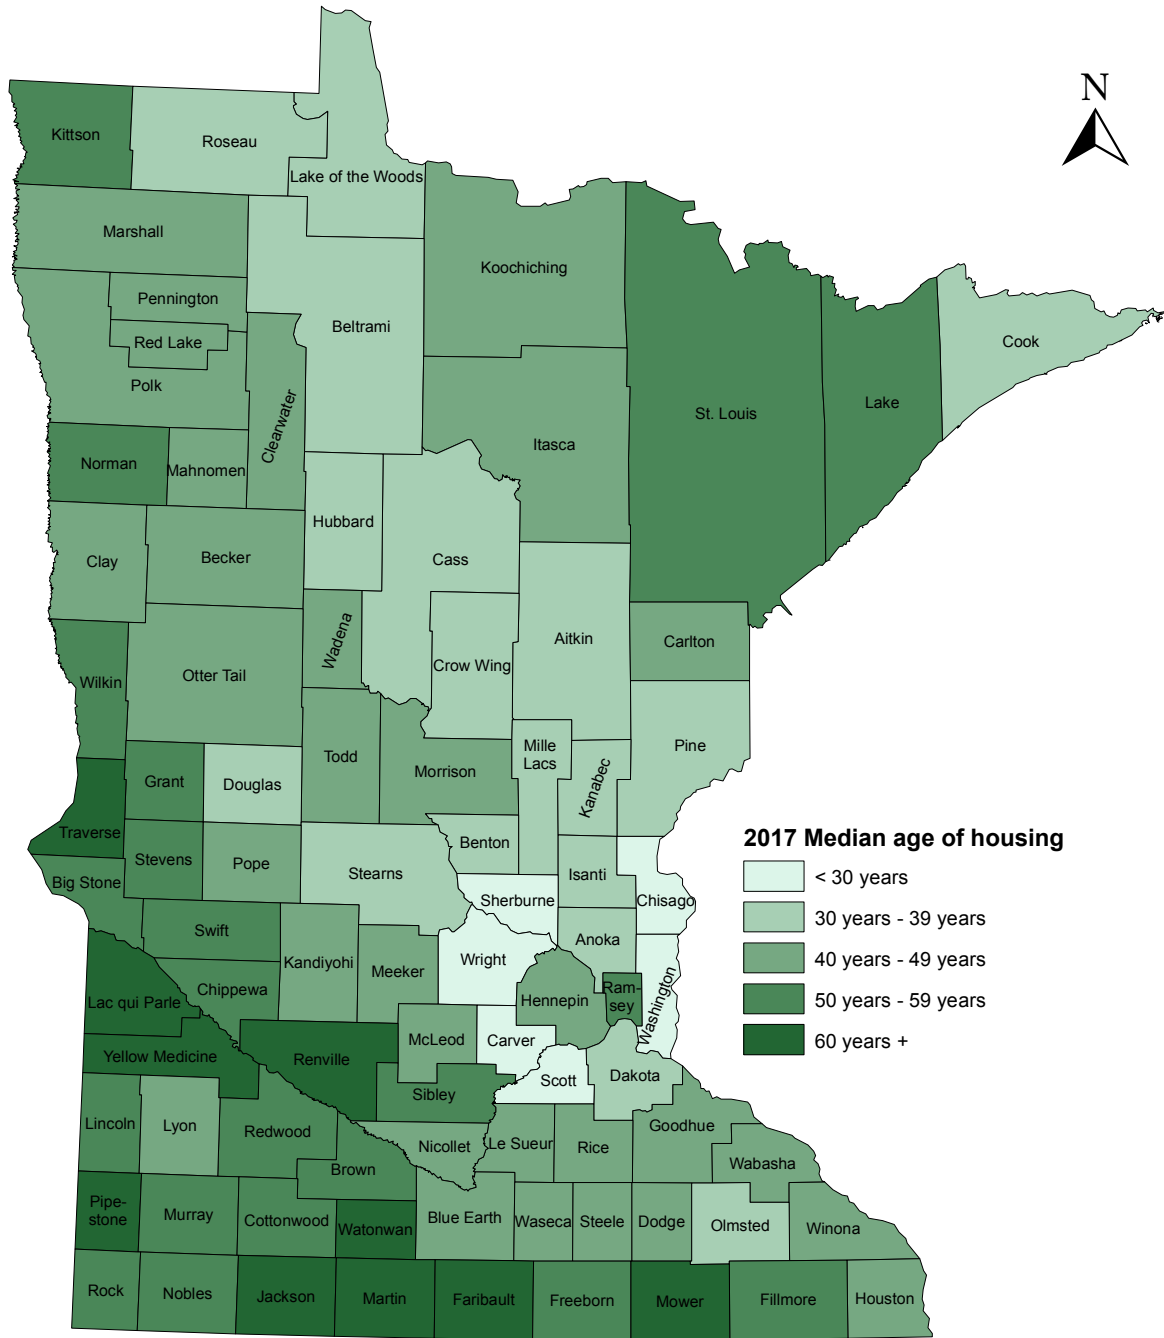 N
Kittson
Roseau
Lake of the Woods
Marshall
Koochiching
Pennington
Beltrami
Red Lake
Cook
Polk
Clearwater
St. Louis
Lake
Itasca
Norman
Mahnomen
Hubbard
Clay
Becker
Cass
Wadena
Aitkin
Carlton
Crow Wing
Otter Tail
Wilkin
Pine
Mille
Lacs
Todd
Morrison
Kanabec
Grant
Douglas
Traverse
Benton
Stevens
Pope
Stearns
Isanti
Big Stone
Sherburne
Chisago
Swift
Anoka
Wright
Kandiyohi
Meeker
Chippewa
Ram-
sey
Washington
Lac qui Parle
Hennepin
McLeod
Carver
Yellow Medicine
Renville
Scott
Dakota
Sibley
Lincoln
Lyon
Redwood
Goodhue
Nicollet
Le Sueur
Rice
Brown
Wabasha
Pipe-
stone
Murray
Cottonwood
Watonwan
Blue Earth
Waseca
Steele
Dodge
Olmsted
Winona
Rock
Nobles
Jackson
Martin
Faribault
Freeborn
Mower
Fillmore
Houston
2017 Median age of housing
< 30 years
30 years - 39 years
40 years - 49 years
50 years - 59 years
60 years +